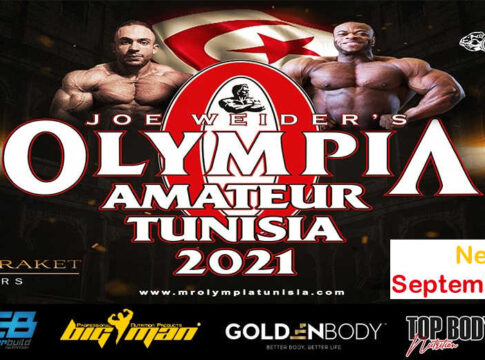 JOE WEIDER'S
OLYMPIA
AMATEUR
TUNISIA
2021
RAKET
RS
www.mrolympiatunisia.com
Ne
Septem
PROFESSIONAL Nutrition Products
big man
GOLDENBODY
BETTER BODY. BETTER LIFE.
TOP BODY
Nutrition